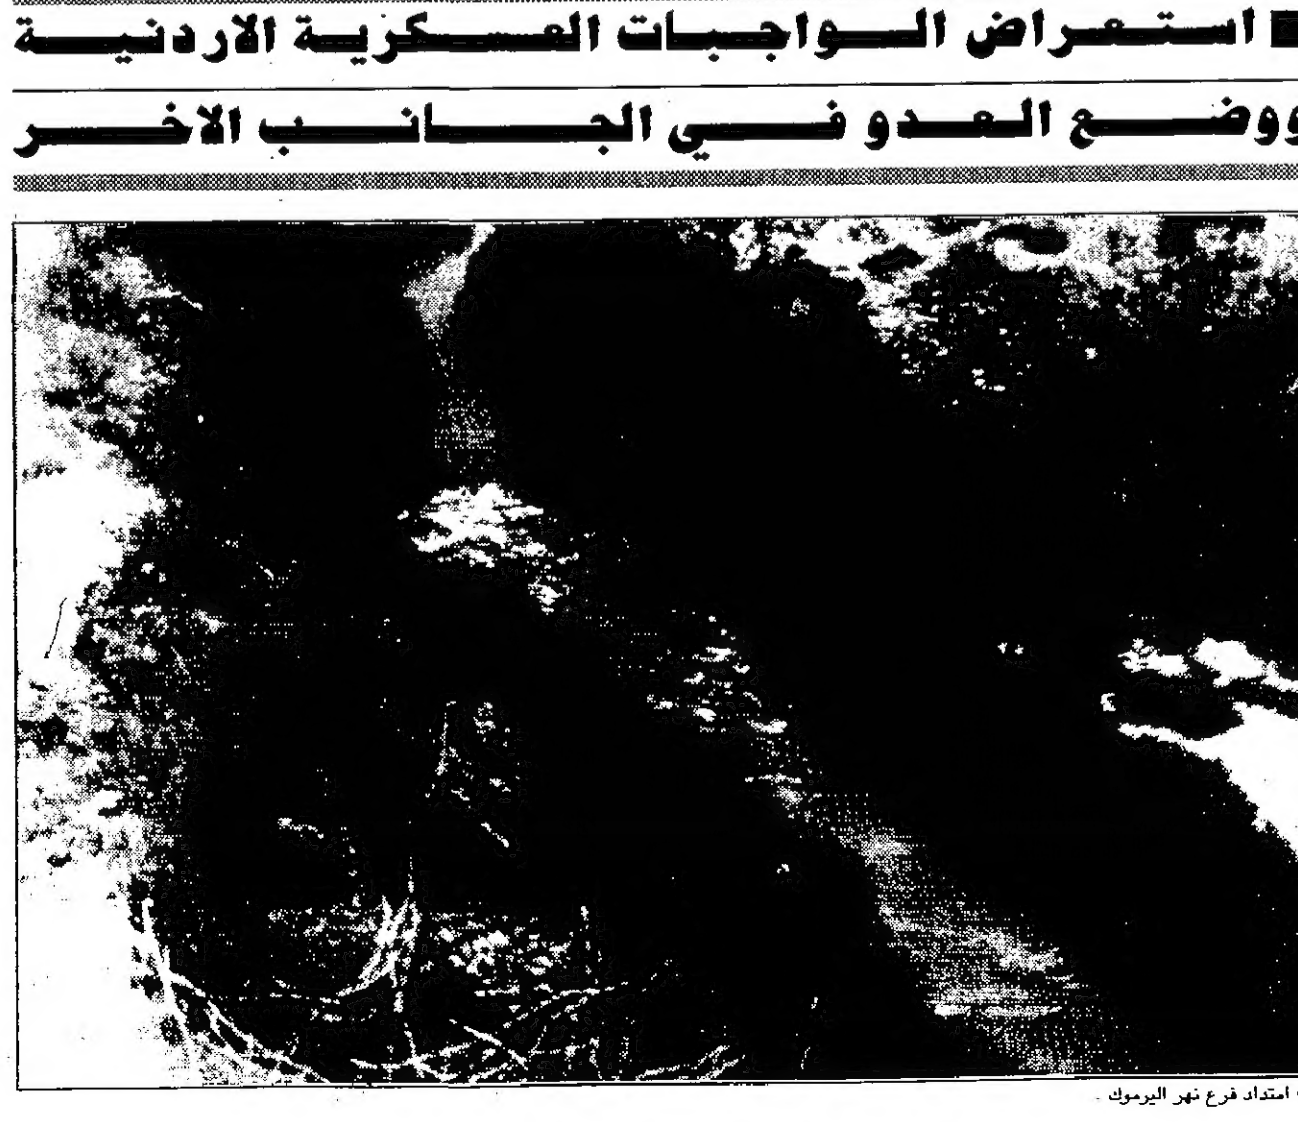 استعراض الواجبات العسكرية الاردنية
ووضع العدو في الجانب الاخر
امتداد فرع نهر اليرموك